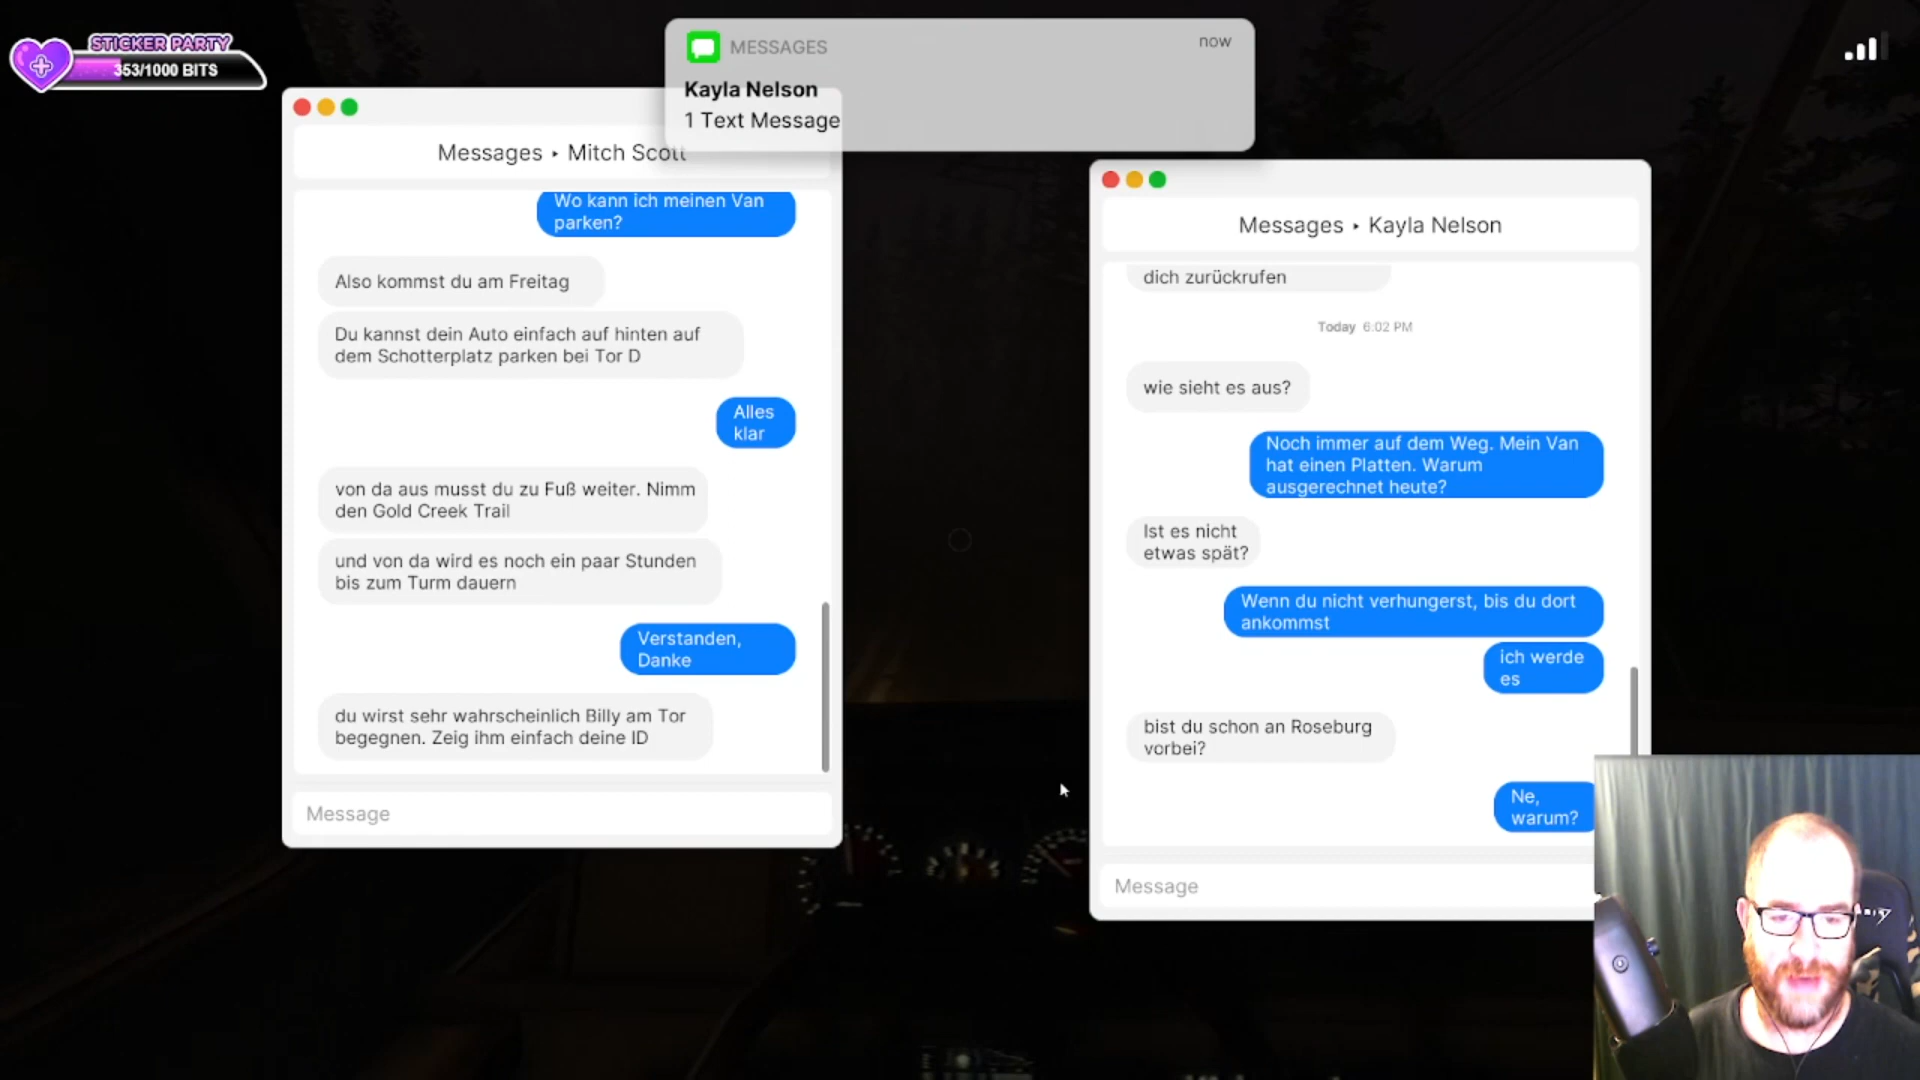 STICKER PARTY
353/1000 BITS
MESSAGES
now
Kayla Nelson
1 Text Message
Messages ‣ Mitch Scott
Wo kann ich meinen Van
parken?
Also kommst du am Freitag
Du kannst dein Auto einfach auf hinten auf
dem Schotterplatz parken bei Tor D
Alles
klar
von da aus musst du zu Fuß weiter. Nimm
den Gold Creek Trail
und von da wird es noch ein paar Stunden
bis zum Turm dauern
Verstanden,
Danke
du wirst sehr wahrscheinlich Billy am Tor
begegnen. Zeig ihm einfach deine ID
Message
Messages ‣ Kayla Nelson
dich zurückrufen
Today 6:02 PM
wie sieht es aus?
Noch immer auf dem Weg. Mein Van
hat einen Platten. Warum
ausgerechnet heute?
Ist es nicht
etwas spät?
Wenn du nicht verhungerst, bis du dort
ankommst
ich werde
es
bist du schon an Roseburg
vorbei?
Ne,
warum?
Message